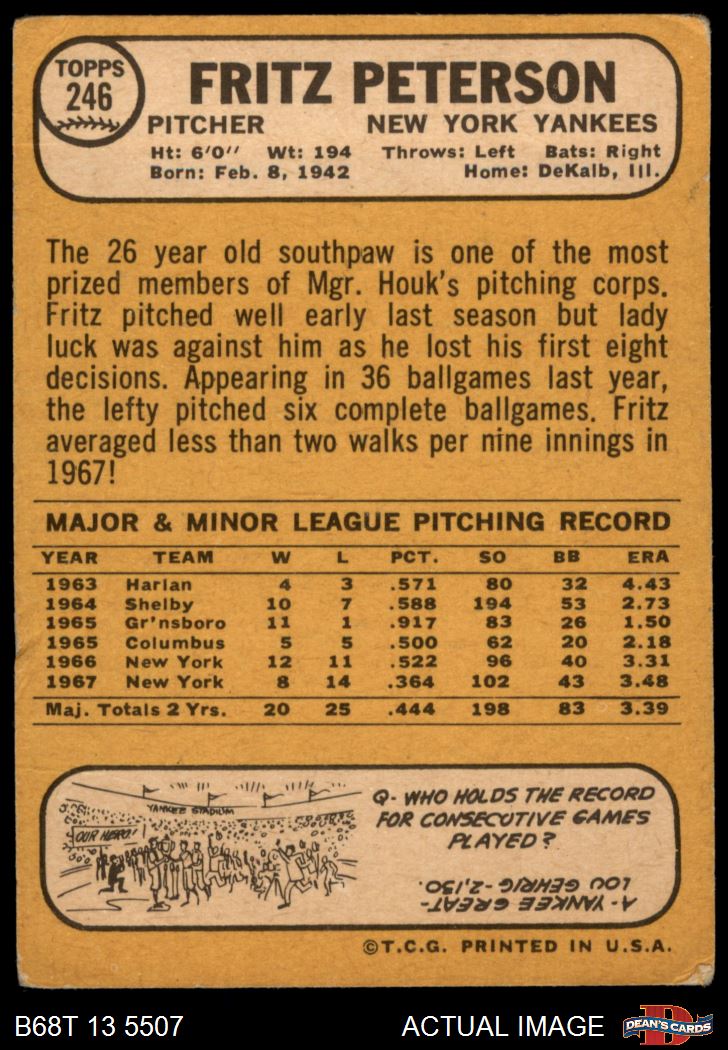 TOPPS
246
FRITZ PETERSON
PITCHER NEW YORK YANKEES
Ht: 6'0" Wt: 194 Throws: Left Bats: Right
Born: Feb. 8, 1942 Home: DeKalb, Ill.
The 26 year old southpaw is one of the most
prized members of Mgr. Houk's pitching corps.
Fritz pitched well early last season but lady
luck was against him as he lost his first eight
decisions. Appearing in 36 ballgames last year,
the lefty pitched six complete ballgames. Fritz
averaged less than two walks per nine innings in
1967!
MAJOR & MINOR LEAGUE PITCHING RECORD
YEAR TEAM W L PCT. SO BB ERA
1963 Harlan 4 3 .571 80 32 4.43
1964 Shelby 10 7 .588 194 53 2.73
1965 Gr'nsboro 11 1 .917 83 26 1.50
1965 Columbus 5 5 .500 62 20 2.18
1966 New York 12 11 .522 96 40 3.31
1967 New York 8 14 .364 102 43 3.48
Maj. Totals 2 Yrs. 20 25 .444 198 83 3.39
YANKEE STADIUM
OUR HERO!
Q- WHO HOLDS THE RECORD
FOR CONSECUTIVE GAMES
PLAYED?
A- YANKEE GREAT-
LOU GEHRIG-2,130.
©T.C.G. PRINTED IN U.S.A.
B68T 13 5507 ACTUAL IMAGE
D
DEAN'S CARDS